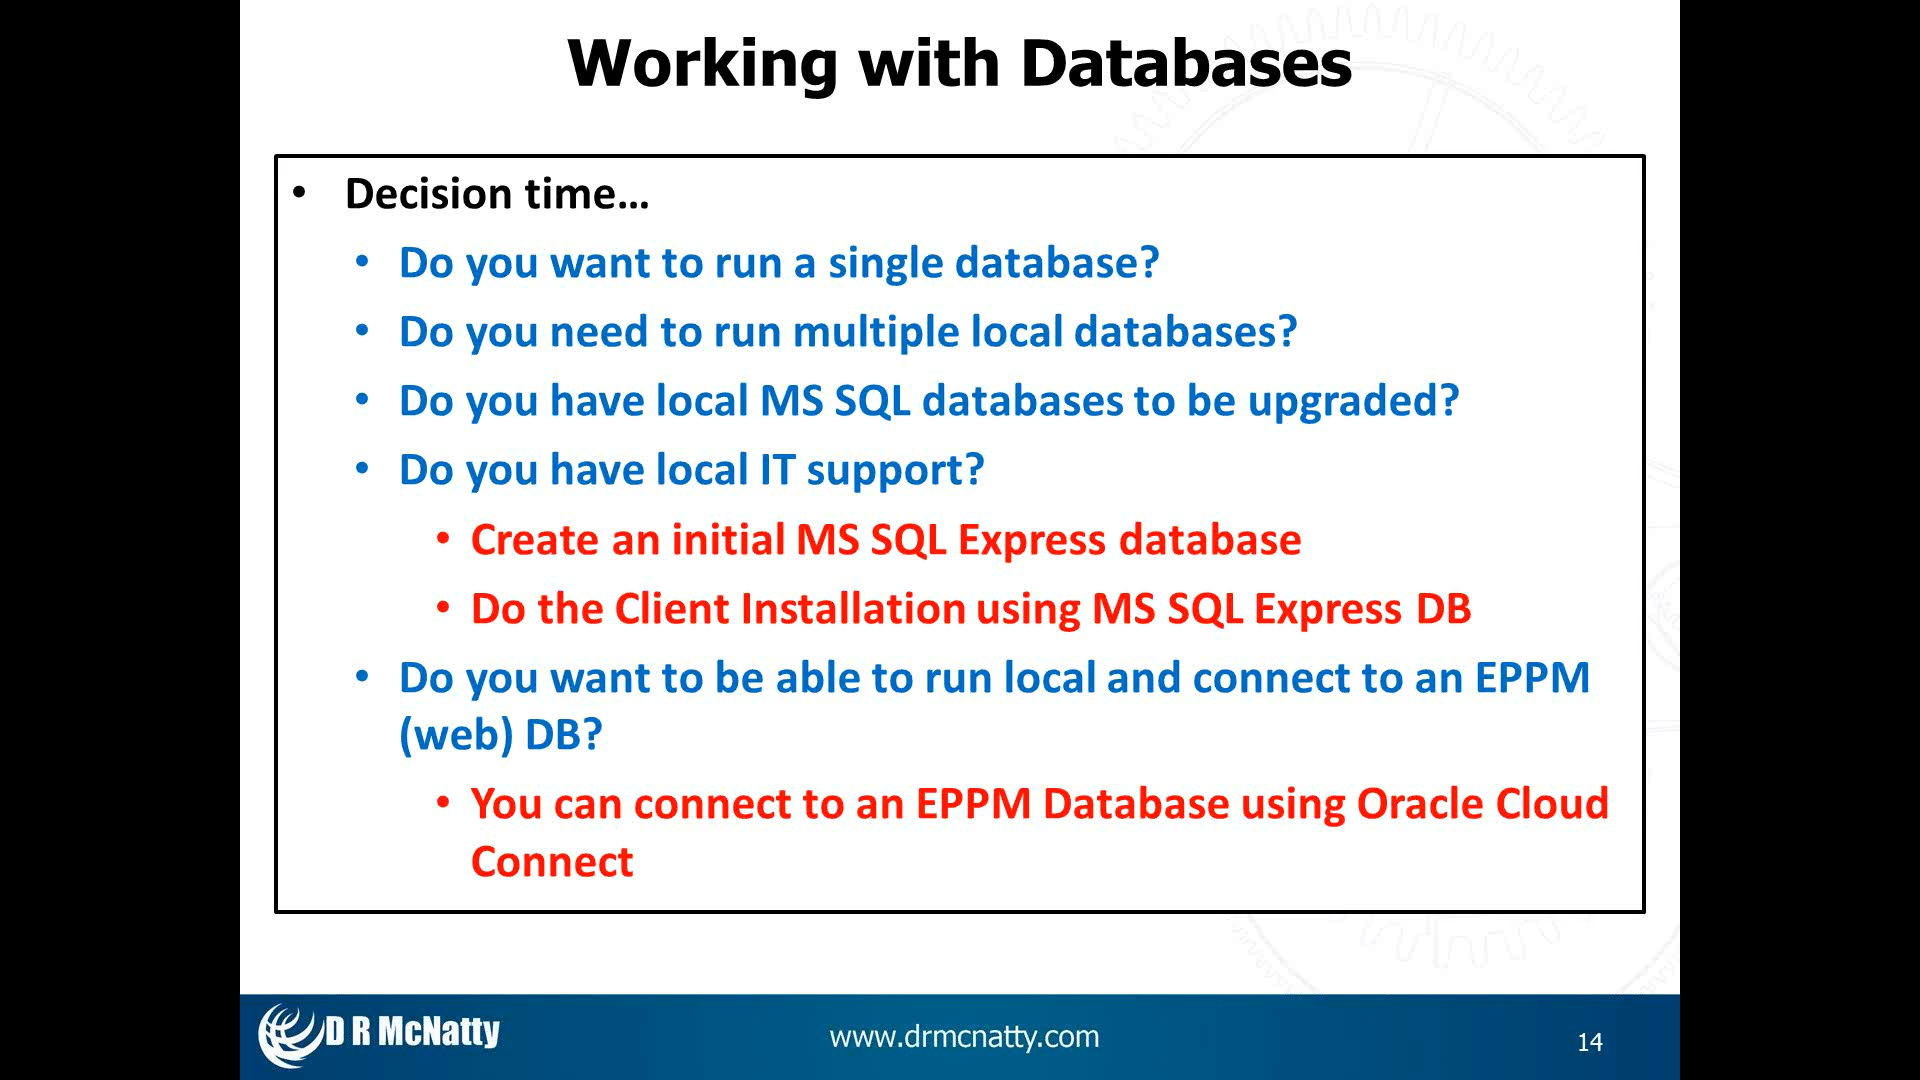 Working with Databases
• Decision time...
• Do you want to run a single database?
• Do you need to run multiple local databases?
• Do you have local MS SQL databases to be upgraded?
• Do you have local IT support?
• Create an initial MS SQL Express database
• Do the Client Installation using MS SQL Express DB
• Do you want to be able to run local and connect to an EPPM
(web) DB?
• You can connect to an EPPM Database using Oracle Cloud
Connect
D R McNatty
www.drmcnatty.com
14